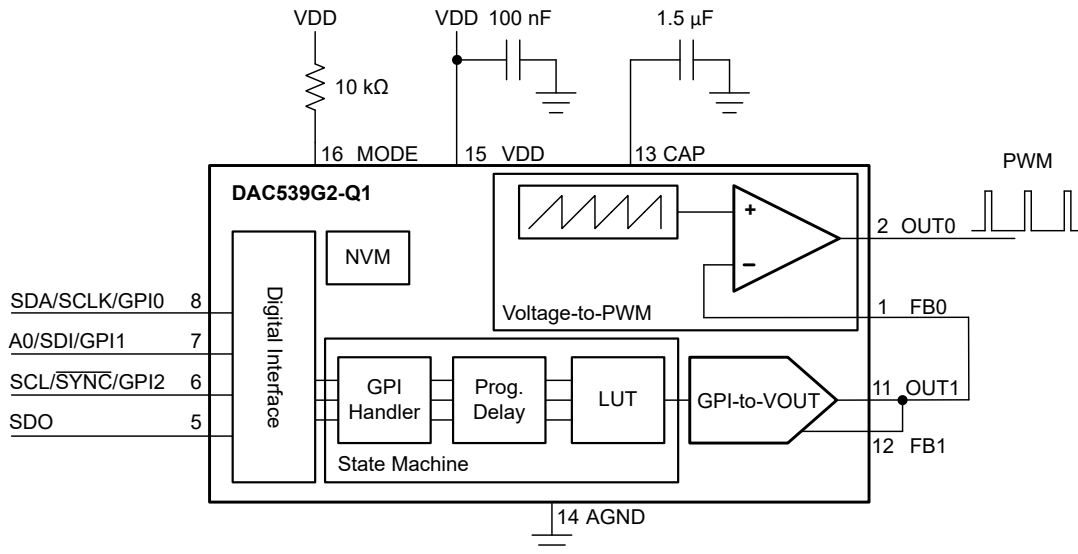 VDD
VDD
100 nF
1.5 µF
10 kΩ
16 MODE
15 VDD
13 CAP
PWM
DAC539G2-Q1
NVM
2 OUT0
+
−
Voltage-to-PWM
1 FB0
SDA/SCLK/GPI0 8
A0/SDI/GPI1 7
SCL/SYNC/GPI2 6
SDO 5
Digital Interface
GPI
Handler
Prog.
Delay
LUT
State Machine
GPI-to-VOUT
11 OUT1
12 FB1
14 AGND